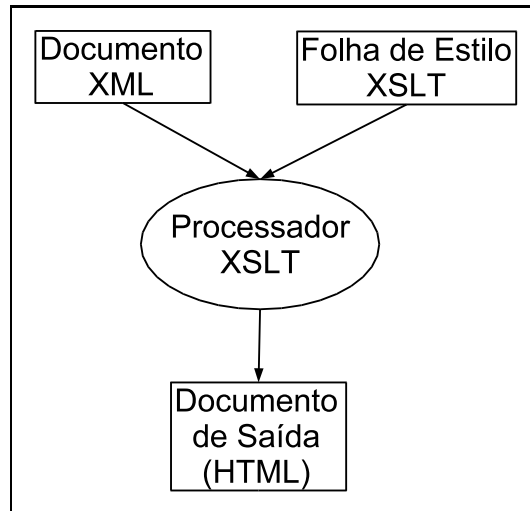 Documento
XML
Folha de Estilo
XSLT
Processador
XSLT
Documento
de Saída
(HTML)